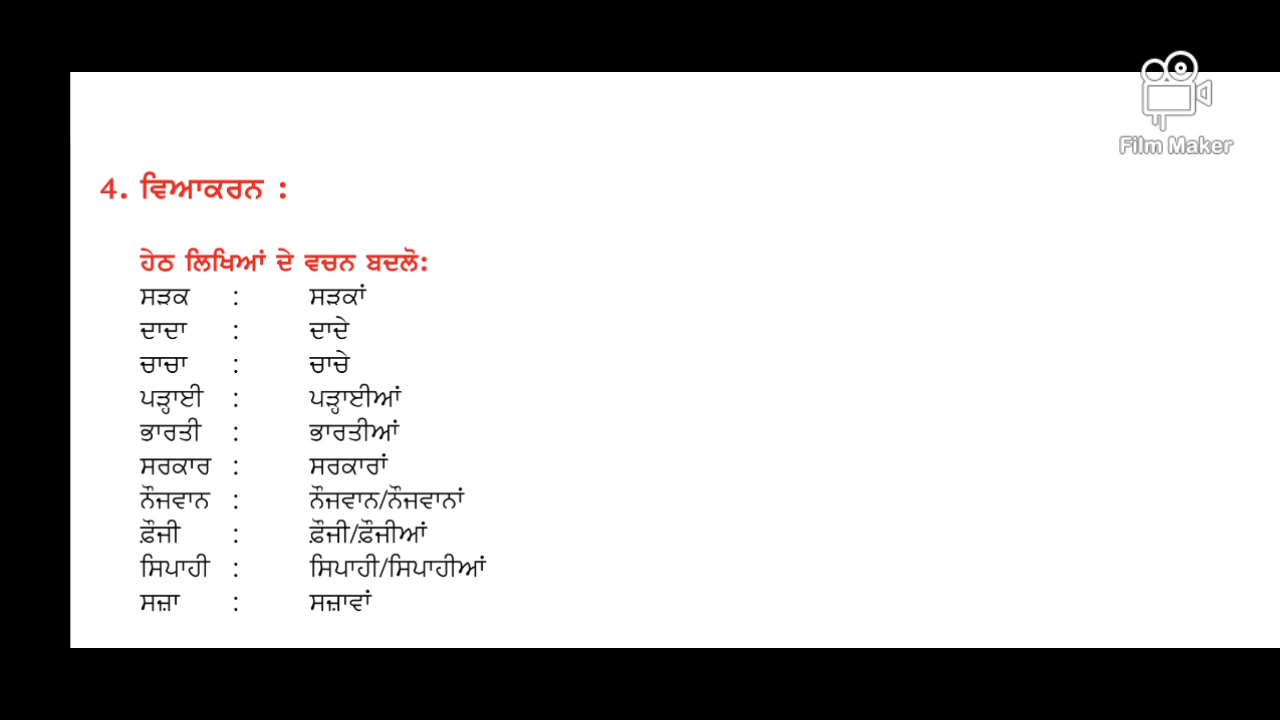 Film Maker
4. ਵਿਆਕਰਨ :
ਹੇਠ ਲਿਖਿਆਂ ਦੇ ਵਚਨ ਬਦਲੋ:
ਸੜਕ : ਸੜਕਾਂ
ਦਾਦਾ : ਦਾਦੇ
ਚਾਚਾ : ਚਾਚੇ
ਪੜ੍ਹਾਈ : ਪੜ੍ਹਾਈਆਂ
ਭਾਰਤੀ : ਭਾਰਤੀਆਂ
ਸਰਕਾਰ : ਸਰਕਾਰਾਂ
ਨੌਜਵਾਨ : ਨੌਜਵਾਨ/ਨੌਜਵਾਨਾਂ
ਫ਼ੌਜੀ : ਫ਼ੌਜੀ/ਫ਼ੌਜੀਆਂ
ਸਿਪਾਹੀ : ਸਿਪਾਹੀ/ਸਿਪਾਹੀਆਂ
ਸਜ਼ਾ : ਸਜ਼ਾਵਾਂ